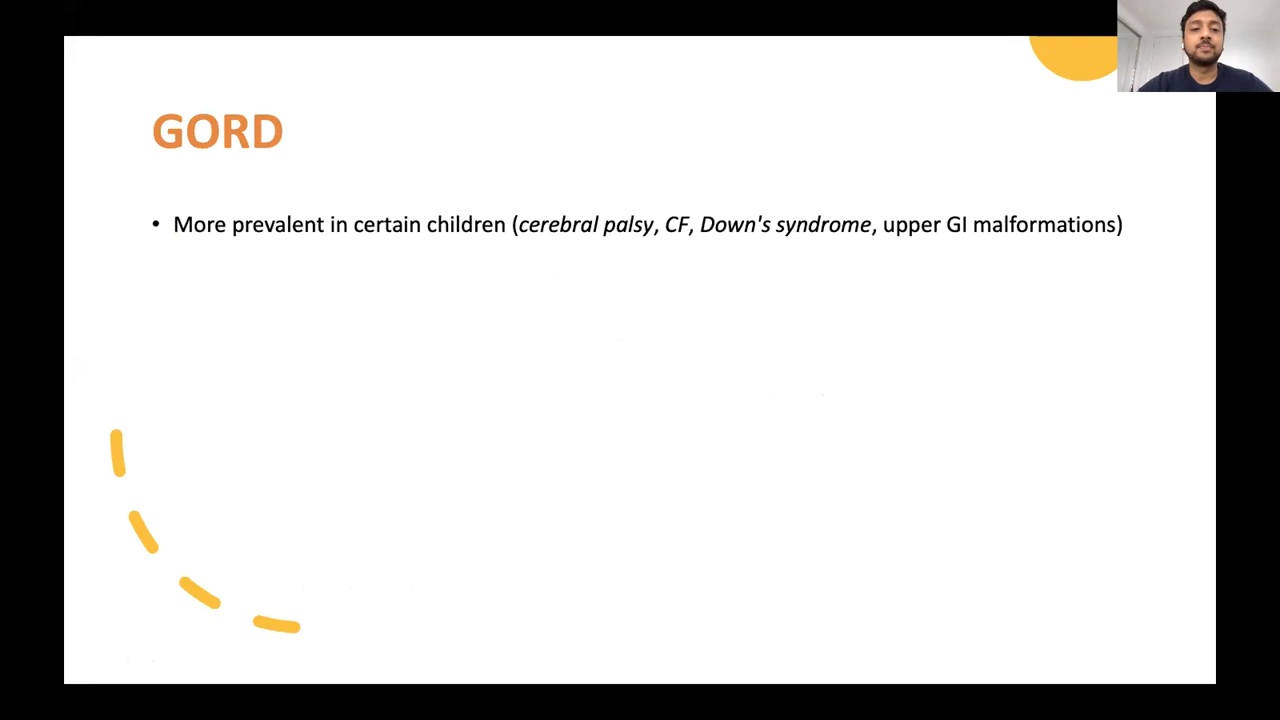 GORD
• More prevalent in certain children (cerebral palsy, CF, Down's syndrome, upper GI malformations)